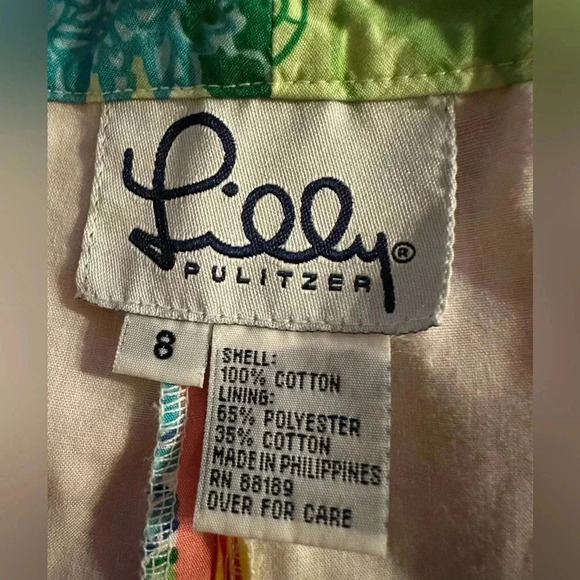 Lilly®
PULITZER
8
SHELL:
100% COTTON
LINING:
65% POLYESTER
35% COTTON
MADE IN PHILIPPINES
RN 88189
OVER FOR CARE